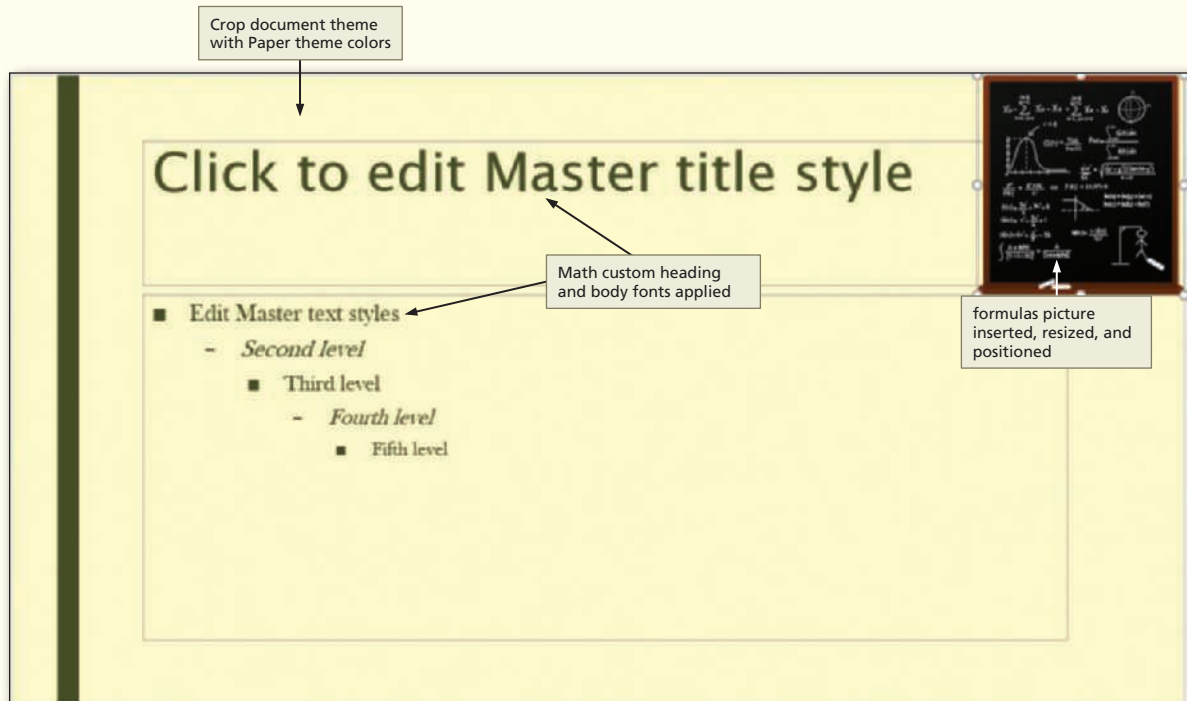 Crop document theme
with Paper theme colors
Click to edit Master title style
Math custom heading
and body fonts applied
formulas picture
inserted, resized, and
positioned
■ Edit Master text styles
- Second level
■ Third level
- Fourth level
■ Fifth level